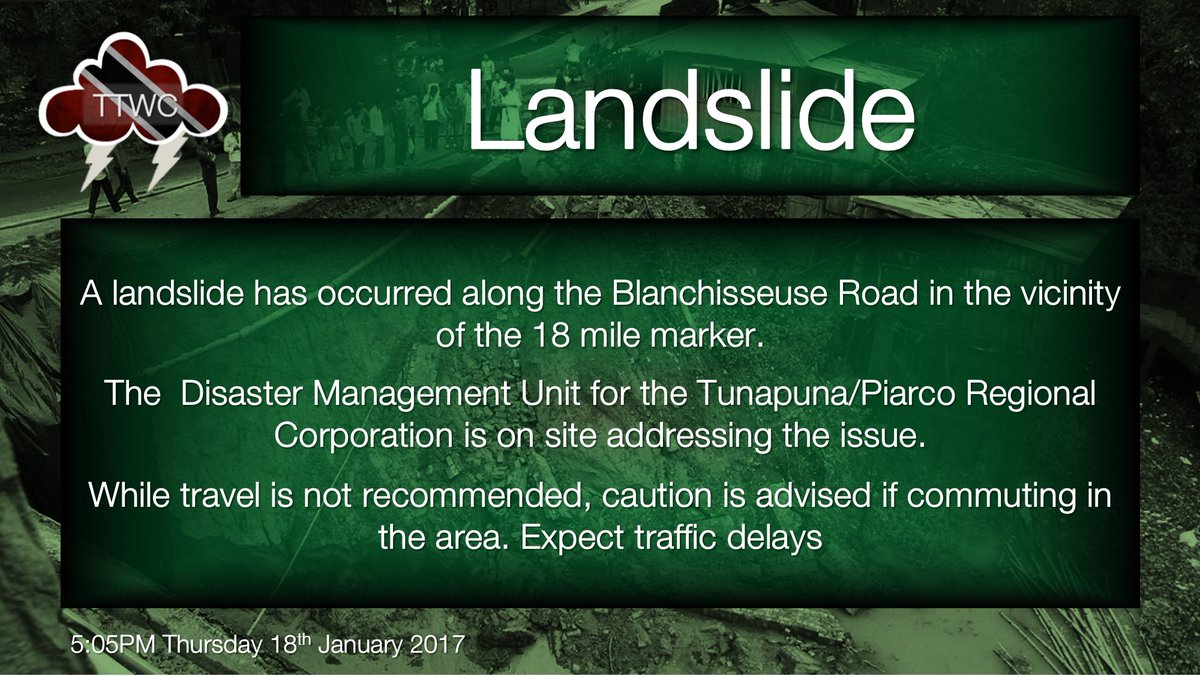 TTWC
Landslide
A landslide has occurred along the Blanchisseuse Road in the vicinity
of the 18 mile marker.
The  Disaster Management Unit for the Tunapuna/Piarco Regional
Corporation is on site addressing the issue.
While travel is not recommended, caution is advised if commuting in
the area. Expect traffic delays
5:05PM Thursday 18th January 2017